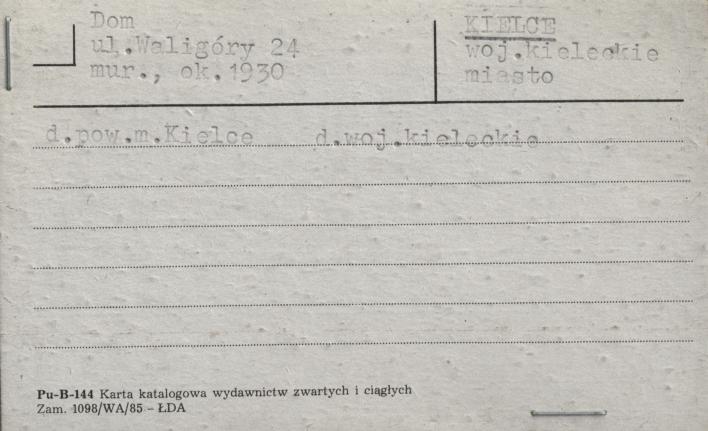 Dom
ul.Waligóry 24
mur., ok.1930
KIELCE
woj.kieleckie
miasto
d.pow.m.Kielce d.woj.kieleckie
Pu-B-144 Karta katalogowa wydawnictw zwartych i ciągłych
Zam. 1098/WA/85 – ŁDA